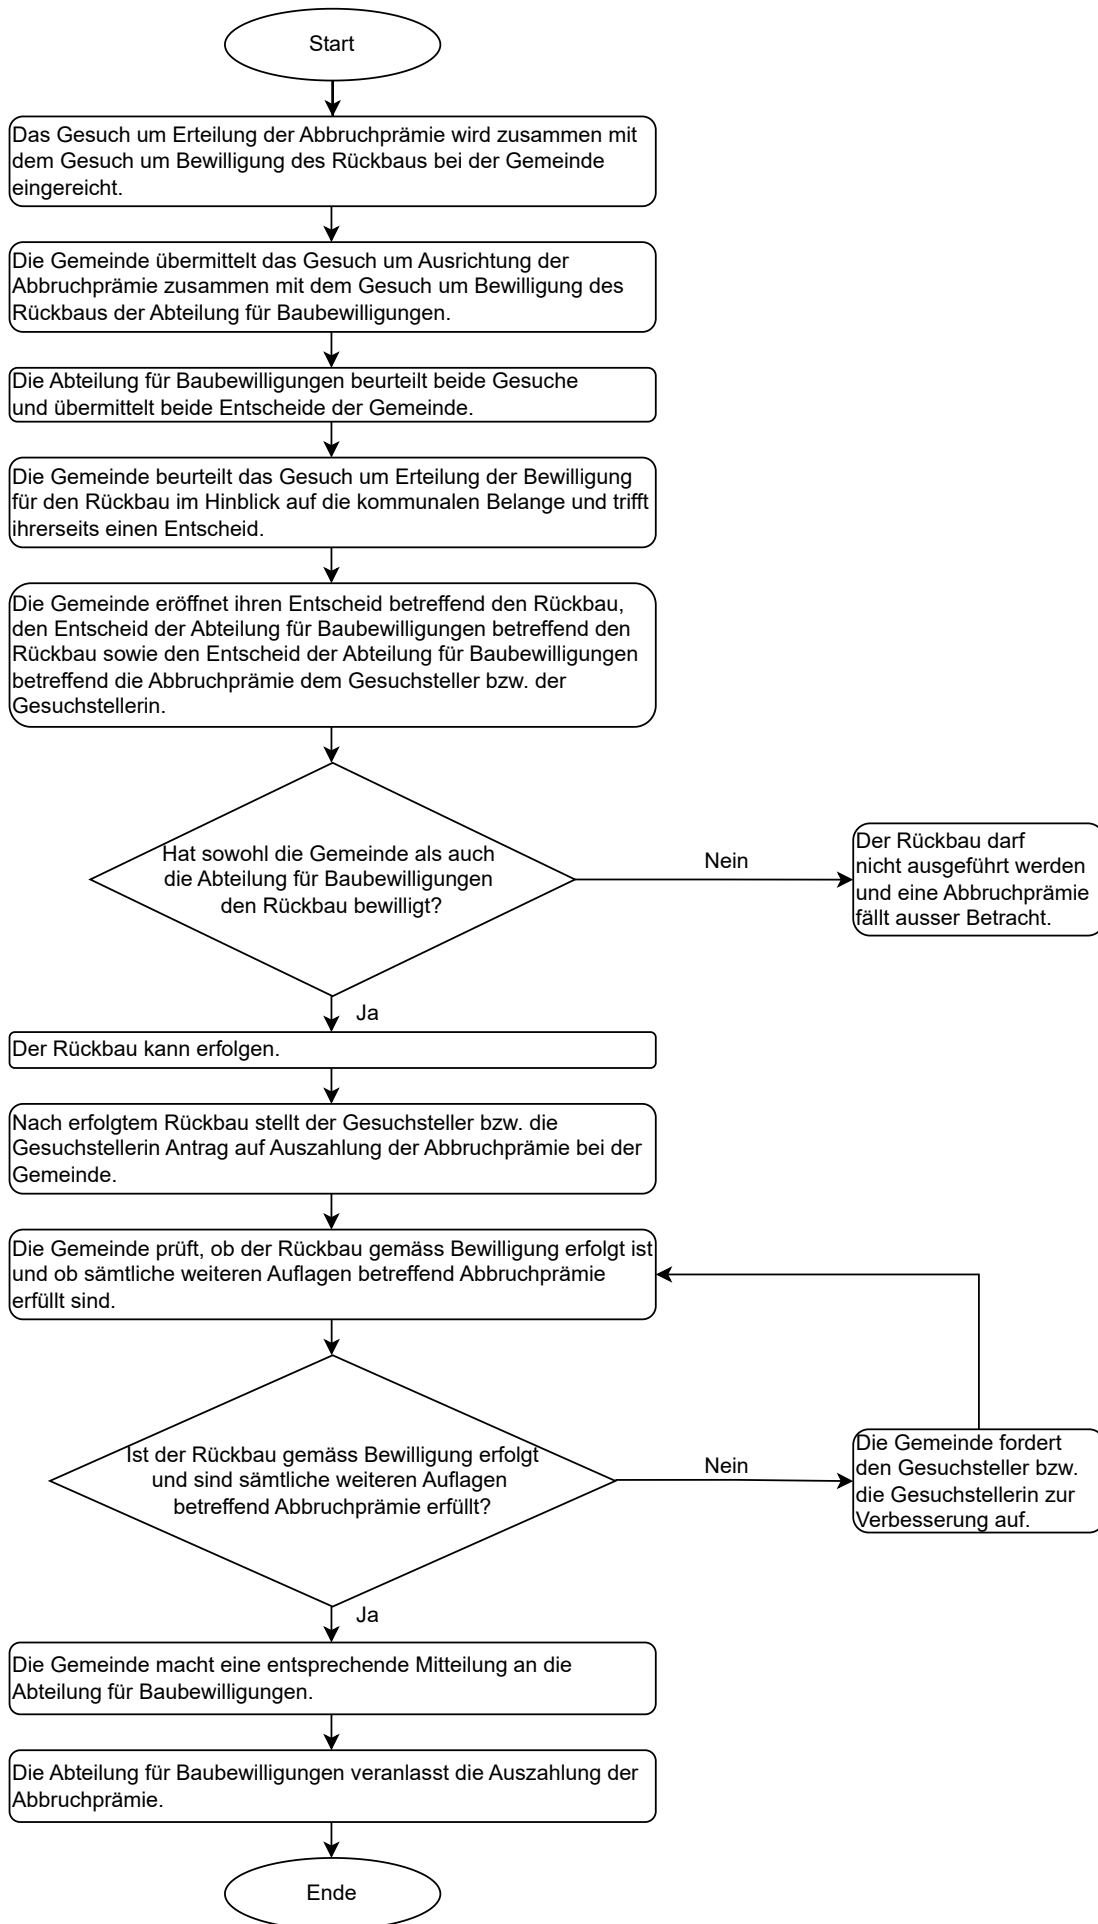 Start
Das Gesuch um Erteilung der Abbruchprämie wird zusammen mit
dem Gesuch um Bewilligung des Rückbaus bei der Gemeinde
eingereicht.
Die Gemeinde übermittelt das Gesuch um Ausrichtung der
Abbruchprämie zusammen mit dem Gesuch um Bewilligung des
Rückbaus der Abteilung für Baubewilligungen.
Die Abteilung für Baubewilligungen beurteilt beide Gesuche
und übermittelt beide Entscheide der Gemeinde.
Die Gemeinde beurteilt das Gesuch um Erteilung der Bewilligung
für den Rückbau im Hinblick auf die kommunalen Belange und trifft
ihrerseits einen Entscheid.
Die Gemeinde eröffnet ihren Entscheid betreffend den Rückbau,
den Entscheid der Abteilung für Baubewilligungen betreffend den
Rückbau sowie den Entscheid der Abteilung für Baubewilligungen
betreffend die Abbruchprämie dem Gesuchsteller bzw. der
Gesuchstellerin.
Hat sowohl die Gemeinde als auch
die Abteilung für Baubewilligungen
den Rückbau bewilligt?
Nein
Der Rückbau darf
nicht ausgeführt werden
und eine Abbruchprämie
fällt ausser Betracht.
Ja
Der Rückbau kann erfolgen.
Nach erfolgtem Rückbau stellt der Gesuchsteller bzw. die
Gesuchstellerin Antrag auf Auszahlung der Abbruchprämie bei der
Gemeinde.
Die Gemeinde prüft, ob der Rückbau gemäss Bewilligung erfolgt ist
und ob sämtliche weiteren Auflagen betreffend Abbruchprämie
erfüllt sind.
Ist der Rückbau gemäss Bewilligung erfolgt
und sind sämtliche weiteren Auflagen
betreffend Abbruchprämie erfüllt?
Nein
Die Gemeinde fordert
den Gesuchsteller bzw.
die Gesuchstellerin zur
Verbesserung auf.
Ja
Die Gemeinde macht eine entsprechende Mitteilung an die
Abteilung für Baubewilligungen.
Die Abteilung für Baubewilligungen veranlasst die Auszahlung der
Abbruchprämie.
Ende